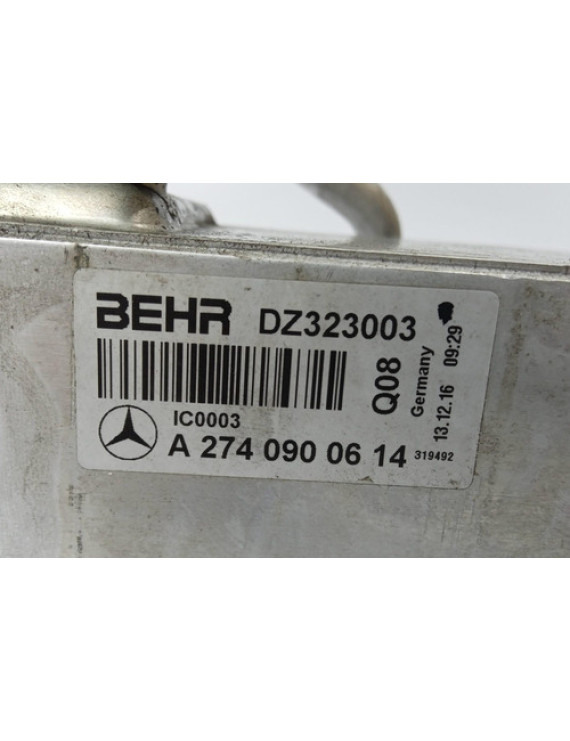 BEHR DZ323003
IC0003
A 274 090 06 14
Q08
Germany
13.12.16 09:29
319492